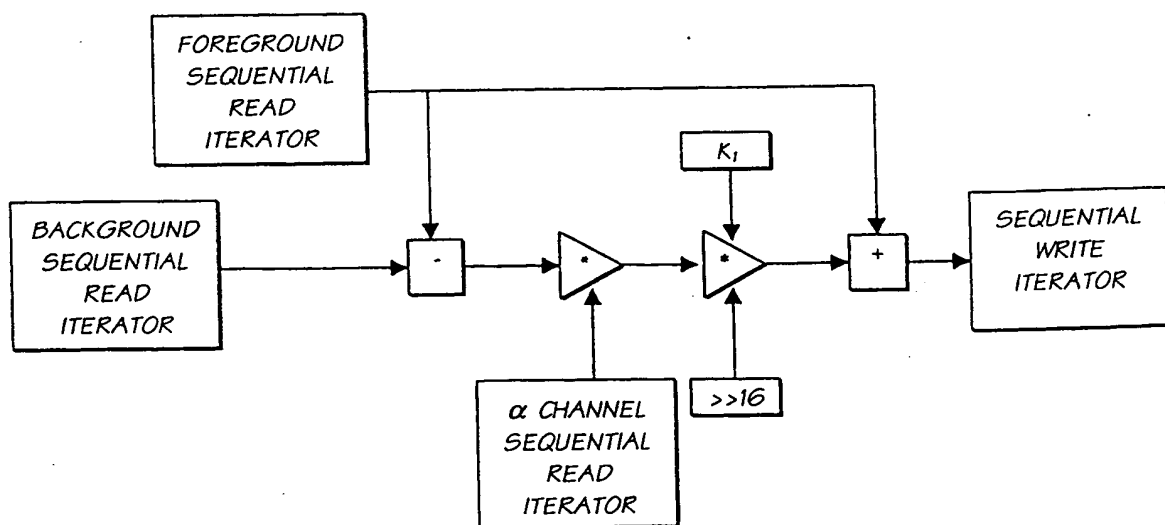 FOREGROUND
SEQUENTIAL
READ
ITERATOR
K₁
BACKGROUND
SEQUENTIAL
READ
ITERATOR
-
*
*
+
SEQUENTIAL
WRITE
ITERATOR
α CHANNEL
SEQUENTIAL
READ
ITERATOR
>>16